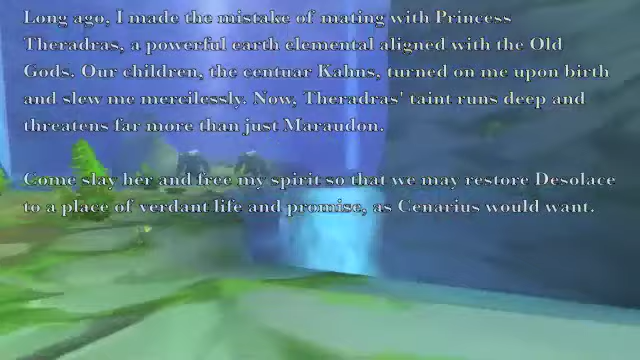 Long ago, I made the mistake of mating with Princess
Theradras, a powerful earth elemental aligned with the Old
Gods. Our children, the centuar Kahns, turned on me upon birth
and slew me mercilessly. Now, Theradras' taint runs deep and
threatens far more than just Maraudon.
Come slay her and free my spirit so that we may restore Desolace
to a place of verdant life and promise, as Cenarius would want.